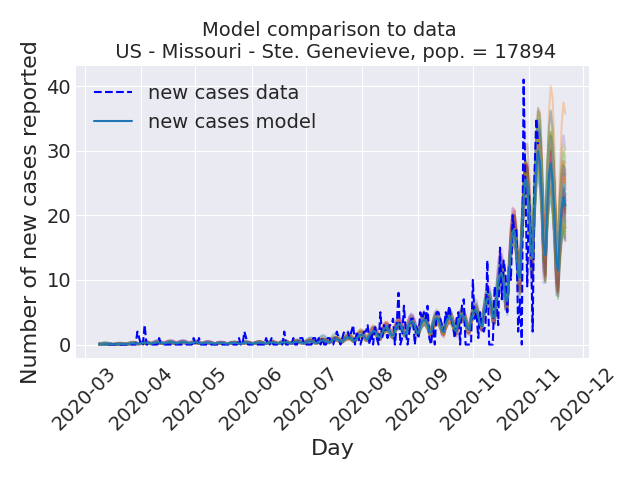 Model comparison to data
US - Missouri - Ste. Genevieve, pop. = 17894
Number of new cases reported
40
30
20
10
0
new cases data
new cases model
2020-03
2020-04
2020-05
2020-06
2020-07
2020-08
2020-09
2020-10
2020-11
2020-12
Day